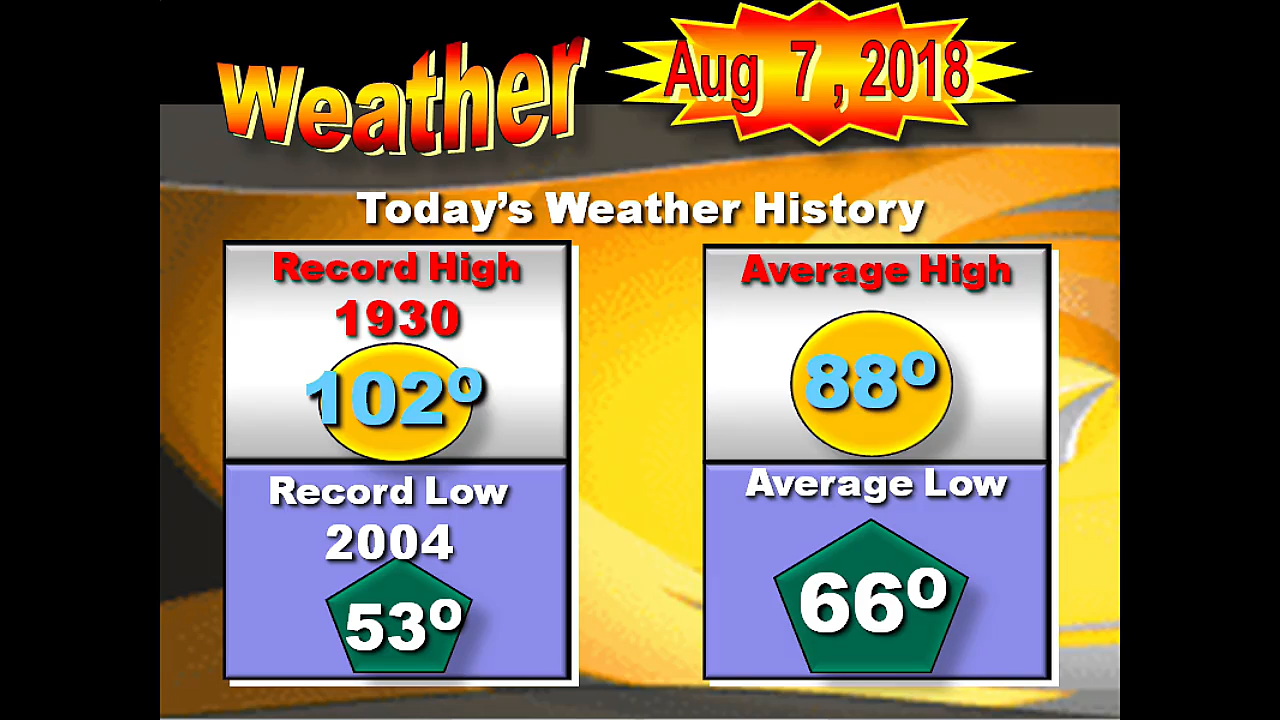 Weather
Aug 7 , 2018
Today's Weather History
Record High
1930
102º
Average High
88º
Record Low
2004
53º
Average Low
66º